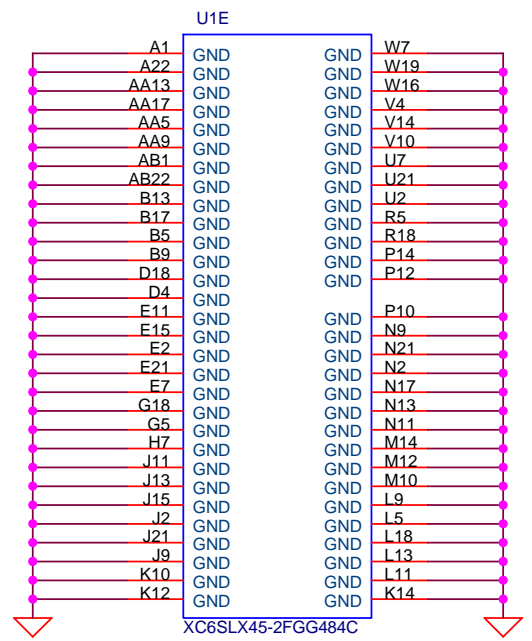 U1E
A1 GND GND W7
A22 GND GND W19
AA13 GND GND W16
AA17 GND GND V4
AA5 GND GND V14
AA9 GND GND V10
AB1 GND GND U7
AB22 GND GND U21
B13 GND GND U2
B17 GND GND R5
B5 GND GND R18
B9 GND GND P14
D18 GND GND P12
D4 GND
E11 GND GND P10
E15 GND GND N9
E2 GND GND N21
E21 GND GND N2
E7 GND GND N17
G18 GND GND N13
G5 GND GND N11
H7 GND GND M14
J11 GND GND M12
J13 GND GND M10
J15 GND GND L9
J2 GND GND L5
J21 GND GND L18
J9 GND GND L13
K10 GND GND L11
K12 GND GND K14
XC6SLX45-2FGG484C